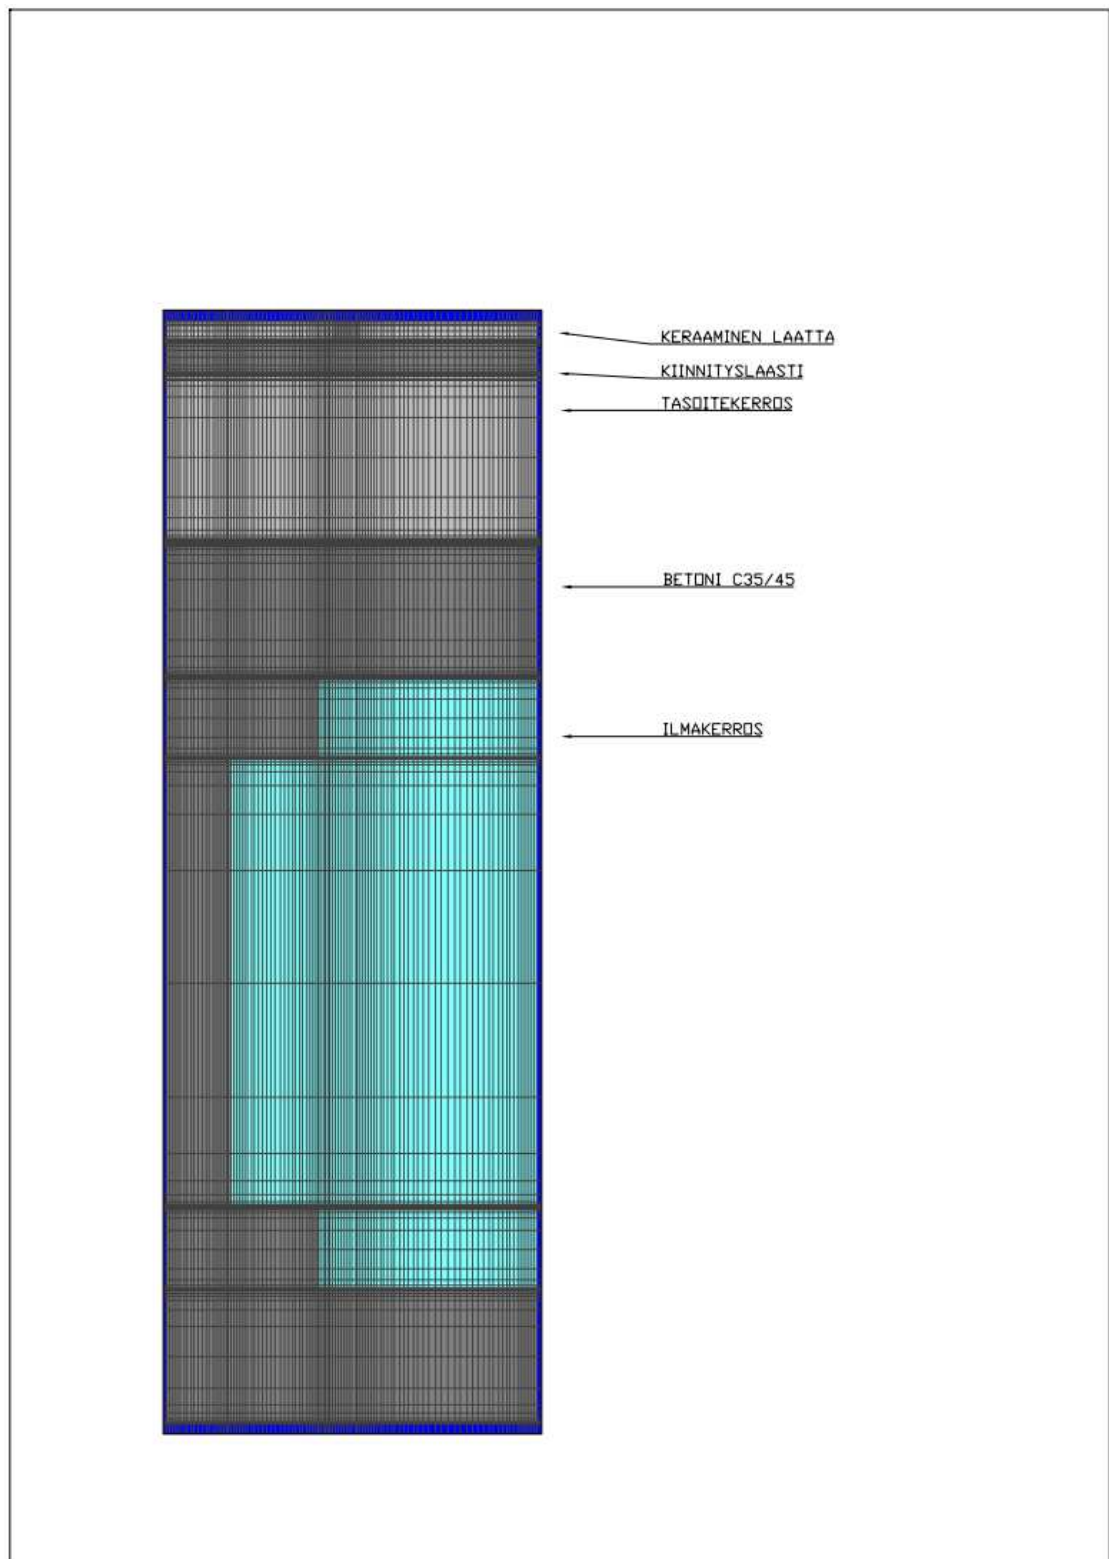 KERAAMINEN LAATTA
KIINNITYSLAASTI
TASOITEKERROS
BETONI C35/45
ILMAKERROS